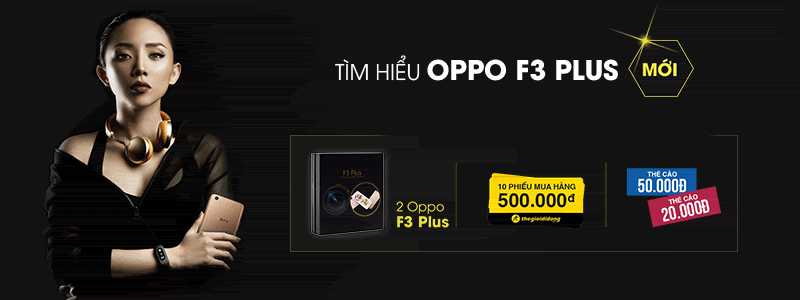 TÌM HIỂU OPPO F3 PLUS MỚI
F3 Plus
2 Oppo
F3 Plus
10 PHIẾU MUA HÀNG
500.000đ
thegioididong
THẺ CÀO
50.000Đ
THẺ CÀO
20.000Đ